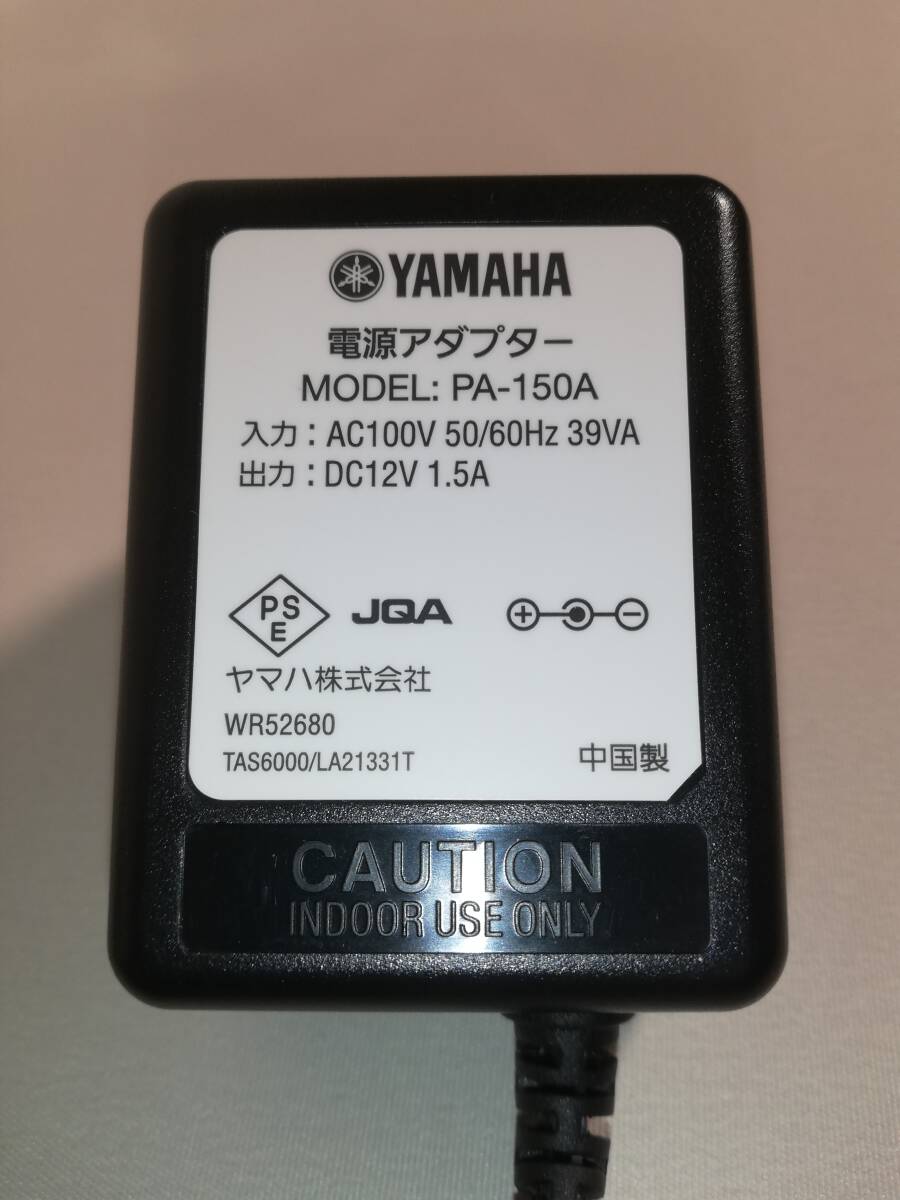 YAMAHA
電源アダプター
MODEL: PA-150A
入力：AC100V 50/60Hz 39VA
出力：DC12V 1.5A
PS
E
JQA
ヤマハ株式会社
WR52680
TAS6000/LA21331T
中国製
CAUTION
INDOOR USE ONLY